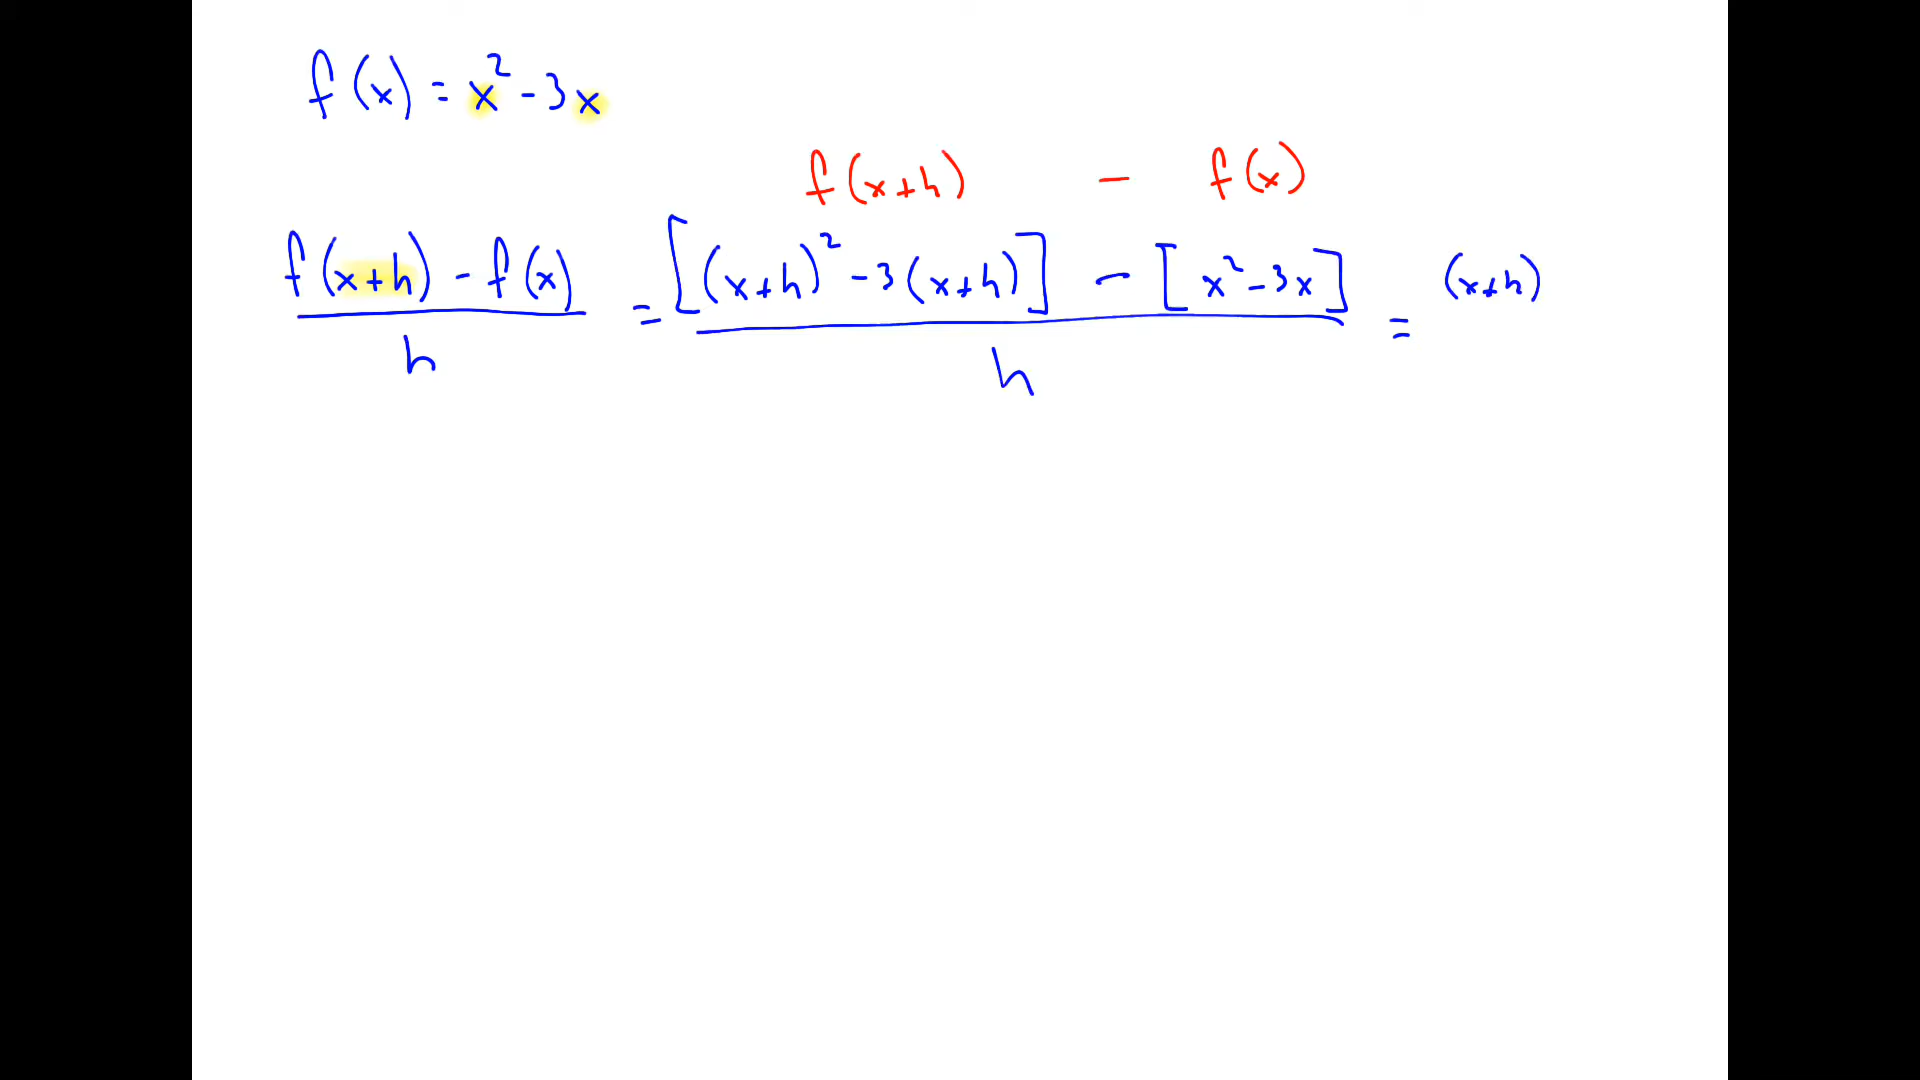 f(x) = x² - 3x
f(x+h) - f(x)
f(x+h) - f(x) / h = [(x+h)² - 3(x+h)] - [x² - 3x] / h = (x+h)